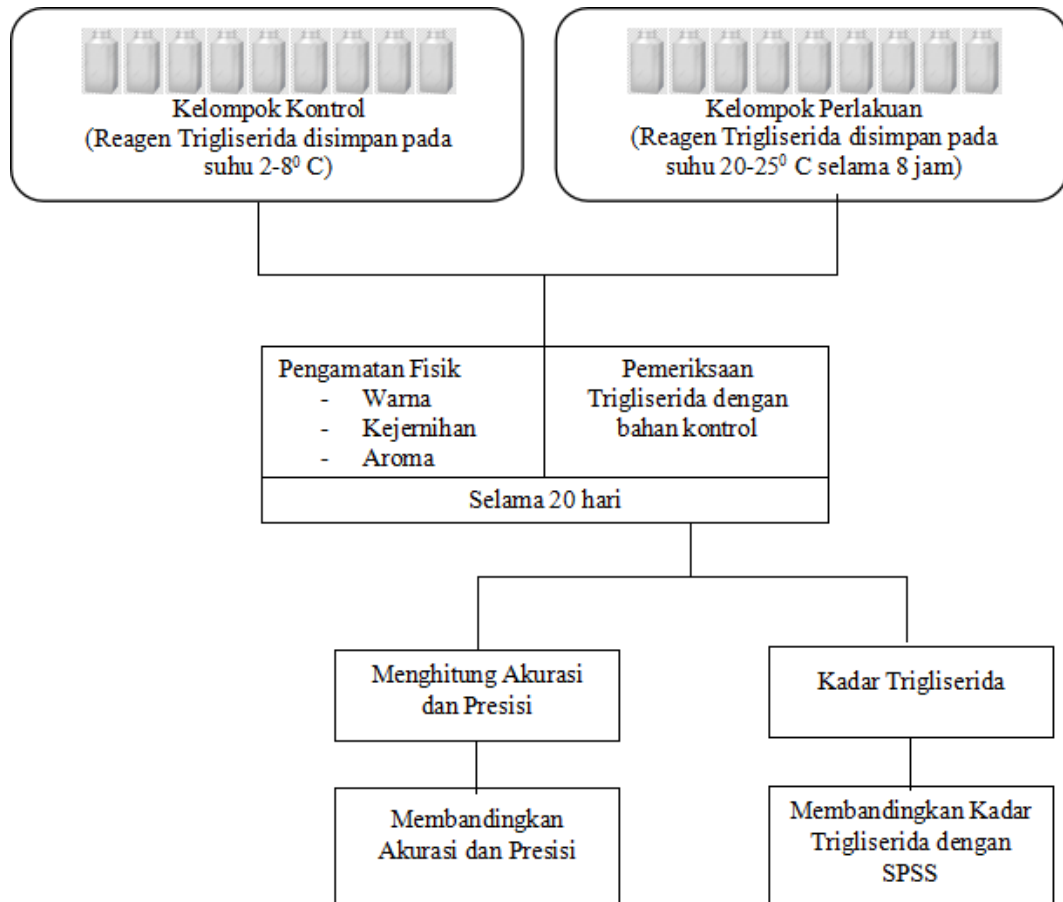 Kelompok Kontrol
(Reagen Trigliserida disimpan pada
suhu 2-8⁰ C)
Kelompok Perlakuan
(Reagen Trigliserida disimpan pada
suhu 20-25⁰ C selama 8 jam)
Pengamatan Fisik
- Warna
- Kejernihan
- Aroma
Pemeriksaan
Trigliserida dengan
bahan kontrol
Selama 20 hari
Menghitung Akurasi
dan Presisi
Kadar Trigliserida
Membandingkan
Akurasi dan Presisi
Membandingkan Kadar
Trigliserida dengan
SPSS